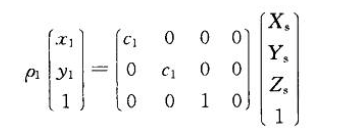 ρ₁ (x₁ y₁ 1) = (c₁ 0 0 0; 0 c₁ 0 0; 0 0 1 0) (Xₛ Yₛ Zₛ 1)